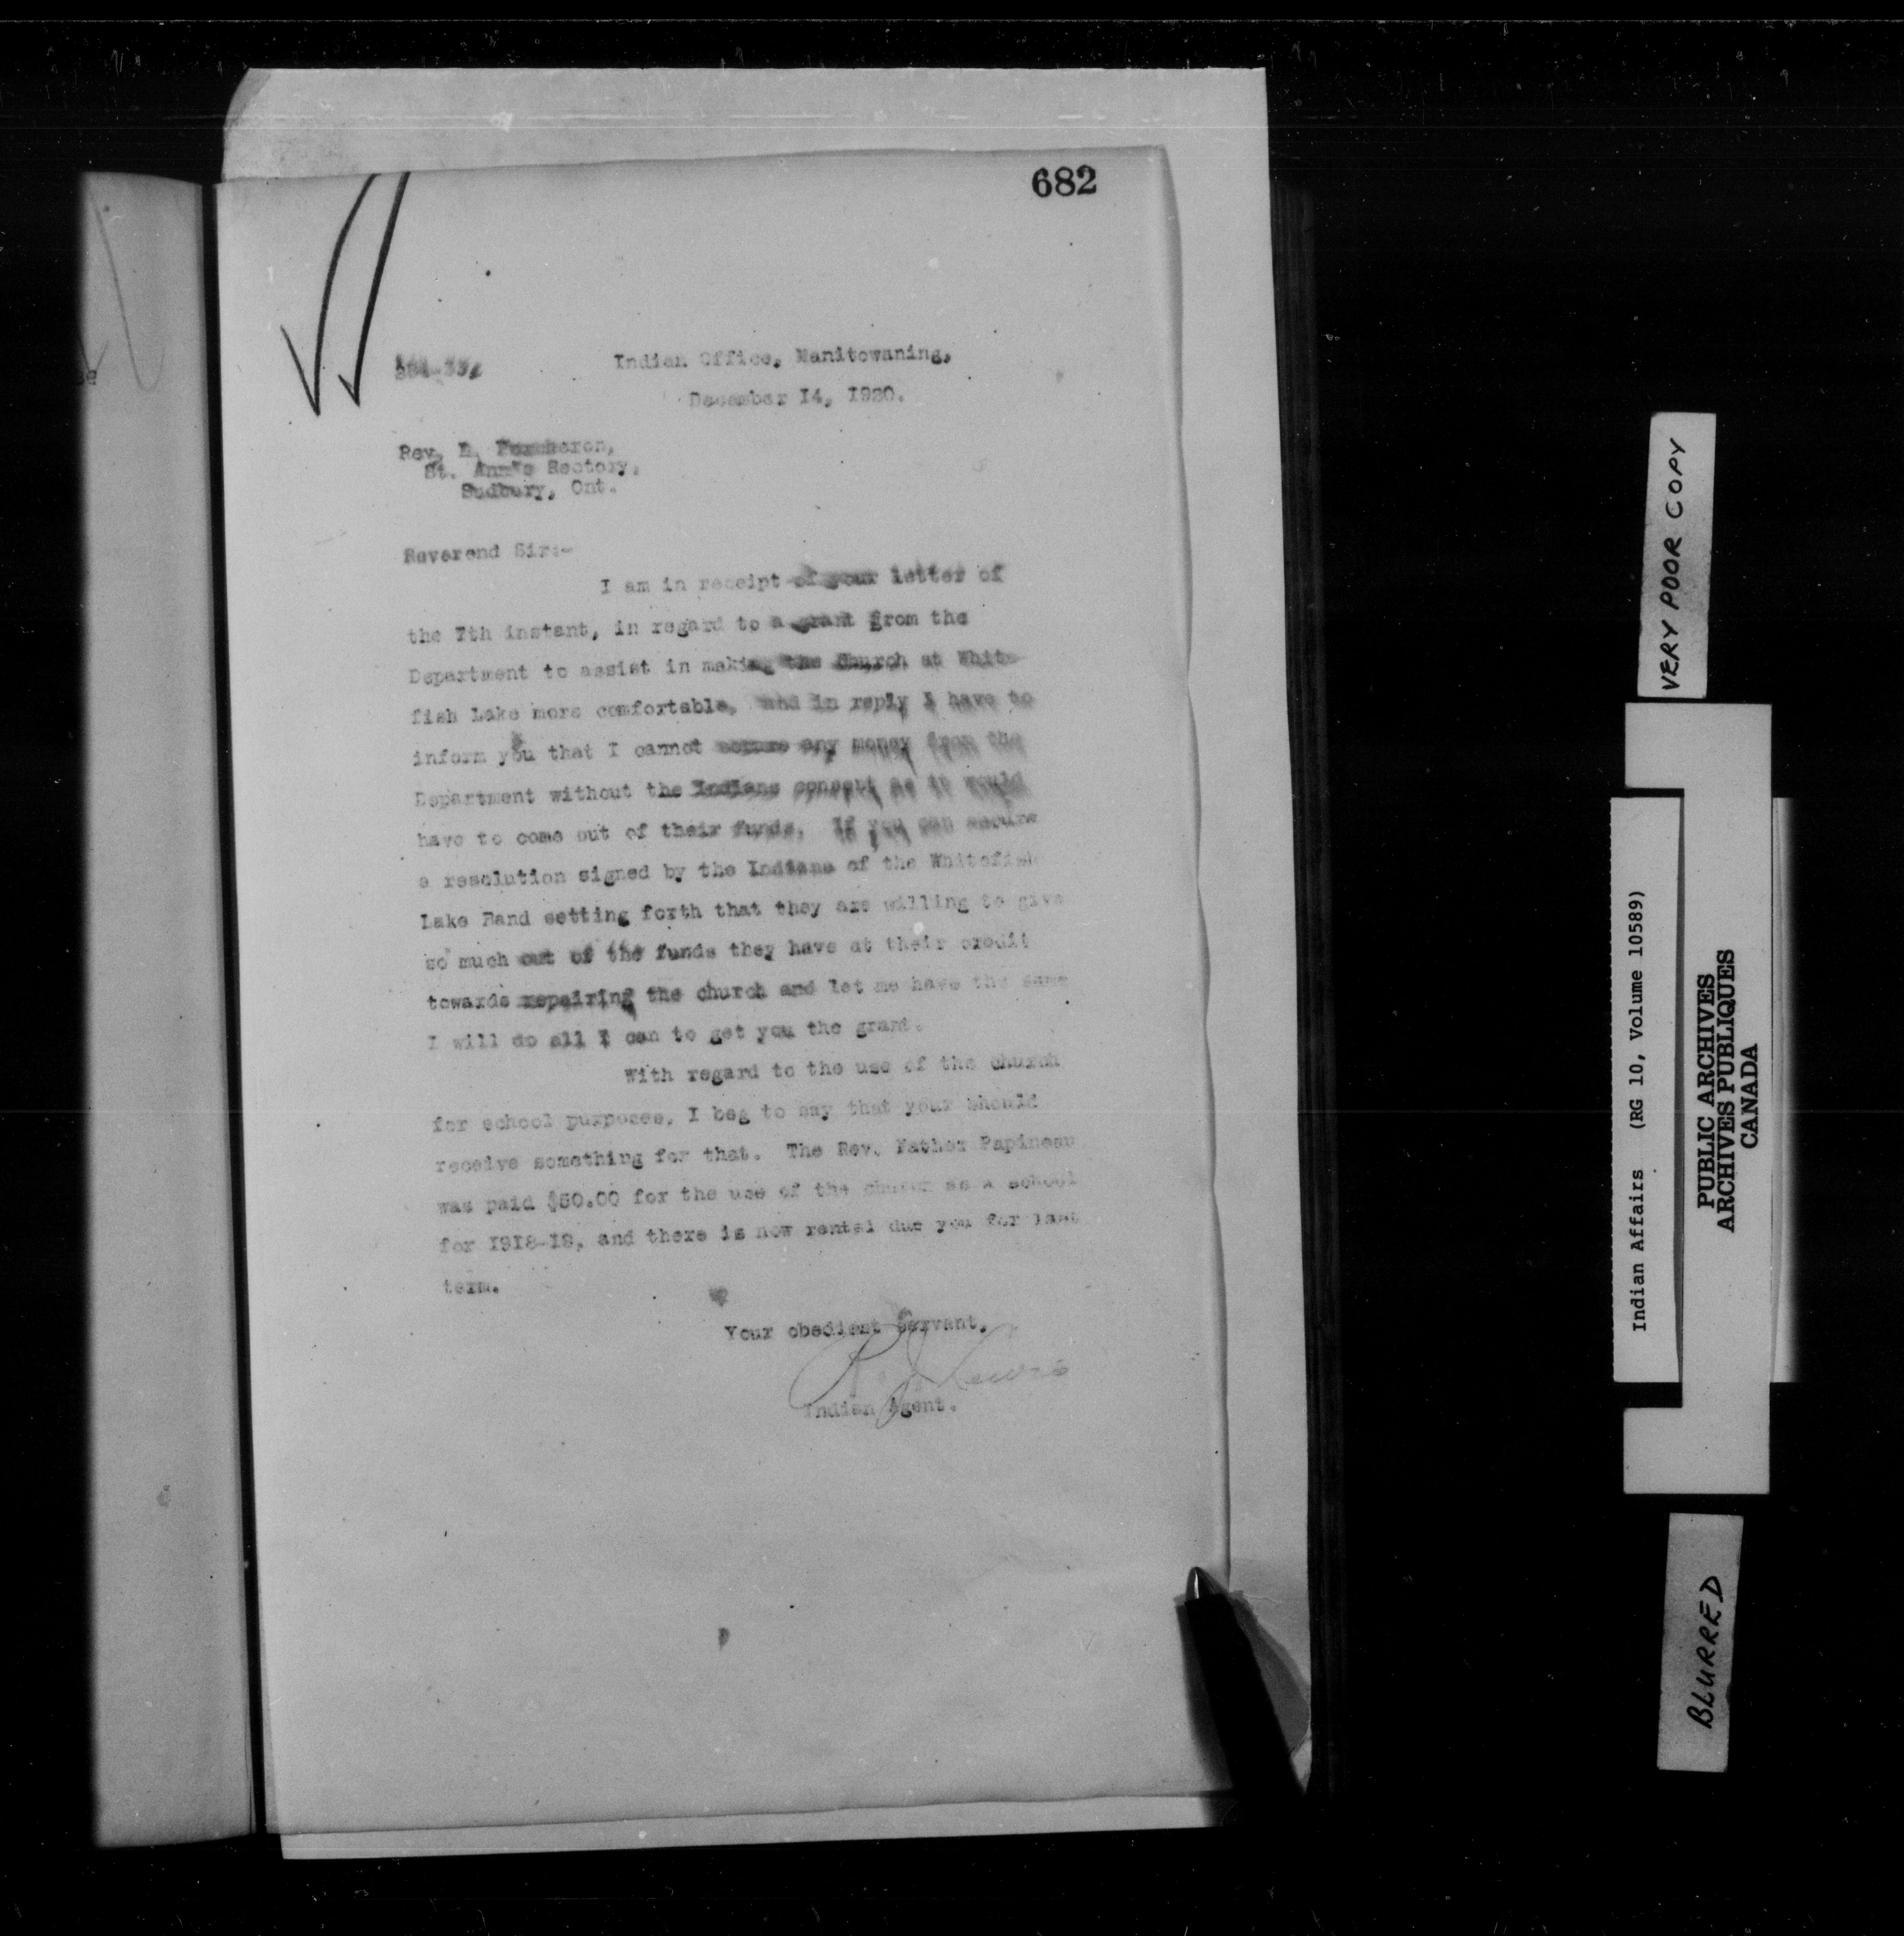 682
Indian Office, Manitowaning,
December I4, I920.
Rev. L.
St. Ann's Rectory,
Sudbury, Ont.
Reverend Sir:-
I am in receipt of your letter of
the 7th instant, in regard to a grant from the
Department to assist in making the Church at White-
fish Lake more comfortable, and in reply I have to
inform you that I cannot secure any money from the
Department without the Indians consent as it would
have to come out of their funds. If you can secure
a resolution signed by the Indians of the Whitefish
Lake Band setting forth that they are willing to give
so much out of the funds they have at their credit
towards repairing the church and let me have the same
I will do all I can to get you the grant.
With regard to the use of the church
for school purposes, I beg to say that your should
receive something for that. The Rev. Father Papineau
was paid $50.00 for the use of the church as a school
for I9I8-I9, and there is now rental due you for last
term.
Your obedient Servant,
R J Lewis
Indian Agent.
VERY POOR COPY
Indian Affairs (RG 10, Volume 10589)
PUBLIC ARCHIVES
ARCHIVES PUBLIQUES
CANADA
BLURRED